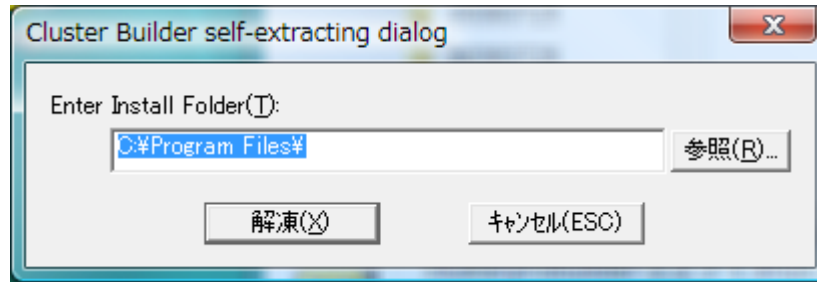 Cluster Builder self-extracting dialog
Enter Install Folder(T):
C:¥Program Files¥
参照(R)...
解凍(X)
ｷｬﾝｾﾙ(ESC)